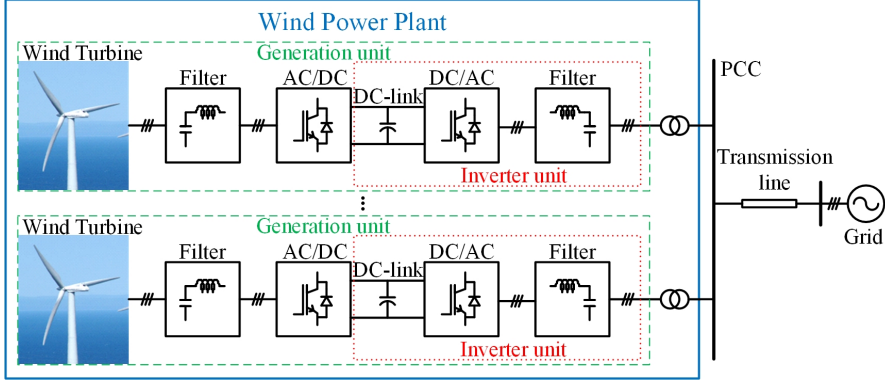 Wind Power Plant
Wind Turbine
Generation unit
Filter
AC/DC
DC-link
DC/AC
Filter
Inverter unit
PCC
Transmission
line
Grid
Wind Turbine
Generation unit
Filter
AC/DC
DC-link
DC/AC
Filter
Inverter unit